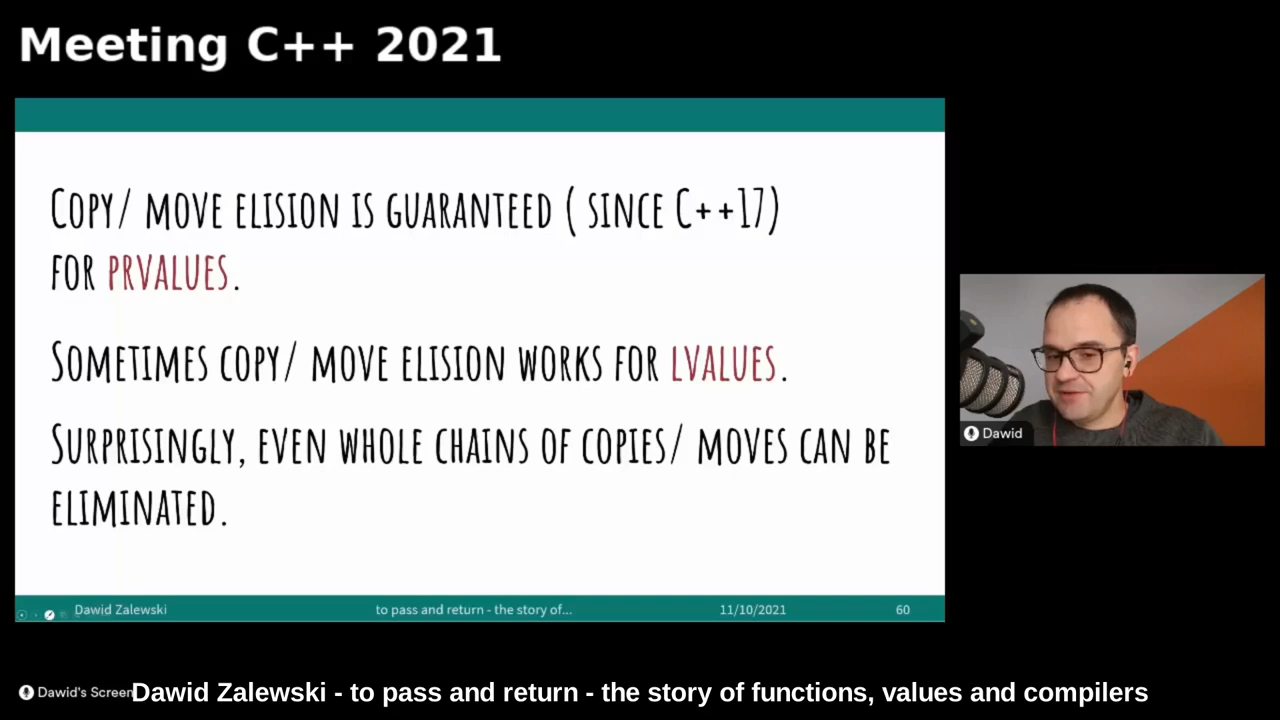 Meeting C++ 2021
Copy/ move elision is guaranteed ( since C++17)
for prvalues.
Sometimes copy/ move elision works for lvalues.
Surprisingly, even whole chains of copies/ moves can be
eliminated.
Dawid
Dawid Zalewski to pass and return - the story of... 11/10/2021 60
Dawid's Screen
Dawid Zalewski - to pass and return - the story of functions, values and compilers